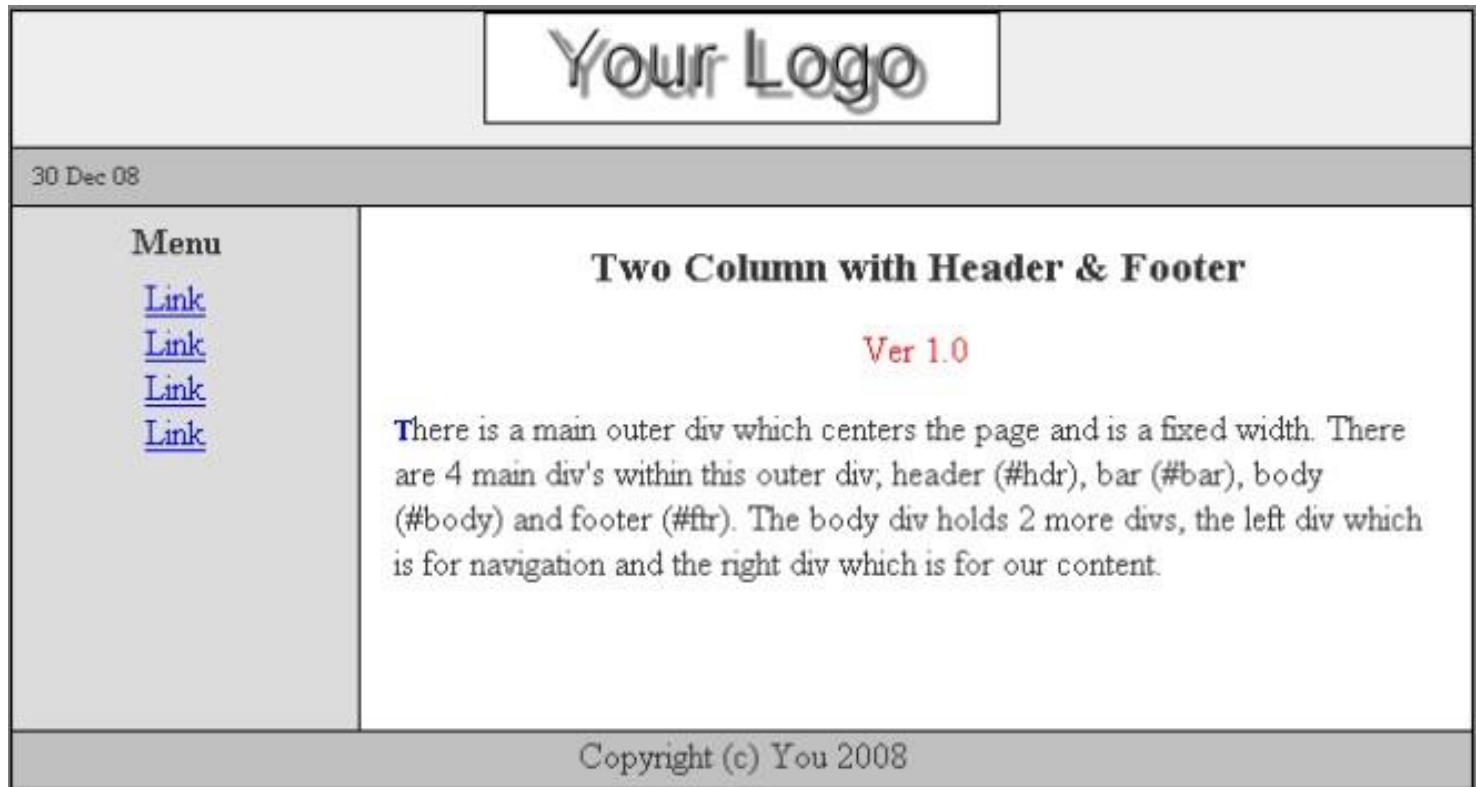 Your Logo
30 Dec 08
Menu
Link
Link
Link
Link
Two Column with Header & Footer
Ver 1.0
There is a main outer div which centers the page and is a fixed width. There
are 4 main div's within this outer div; header (#hdr), bar (#bar), body
(#body) and footer (#ftr). The body div holds 2 more divs, the left div which
is for navigation and the right div which is for our content.
Copyright (c) You 2008